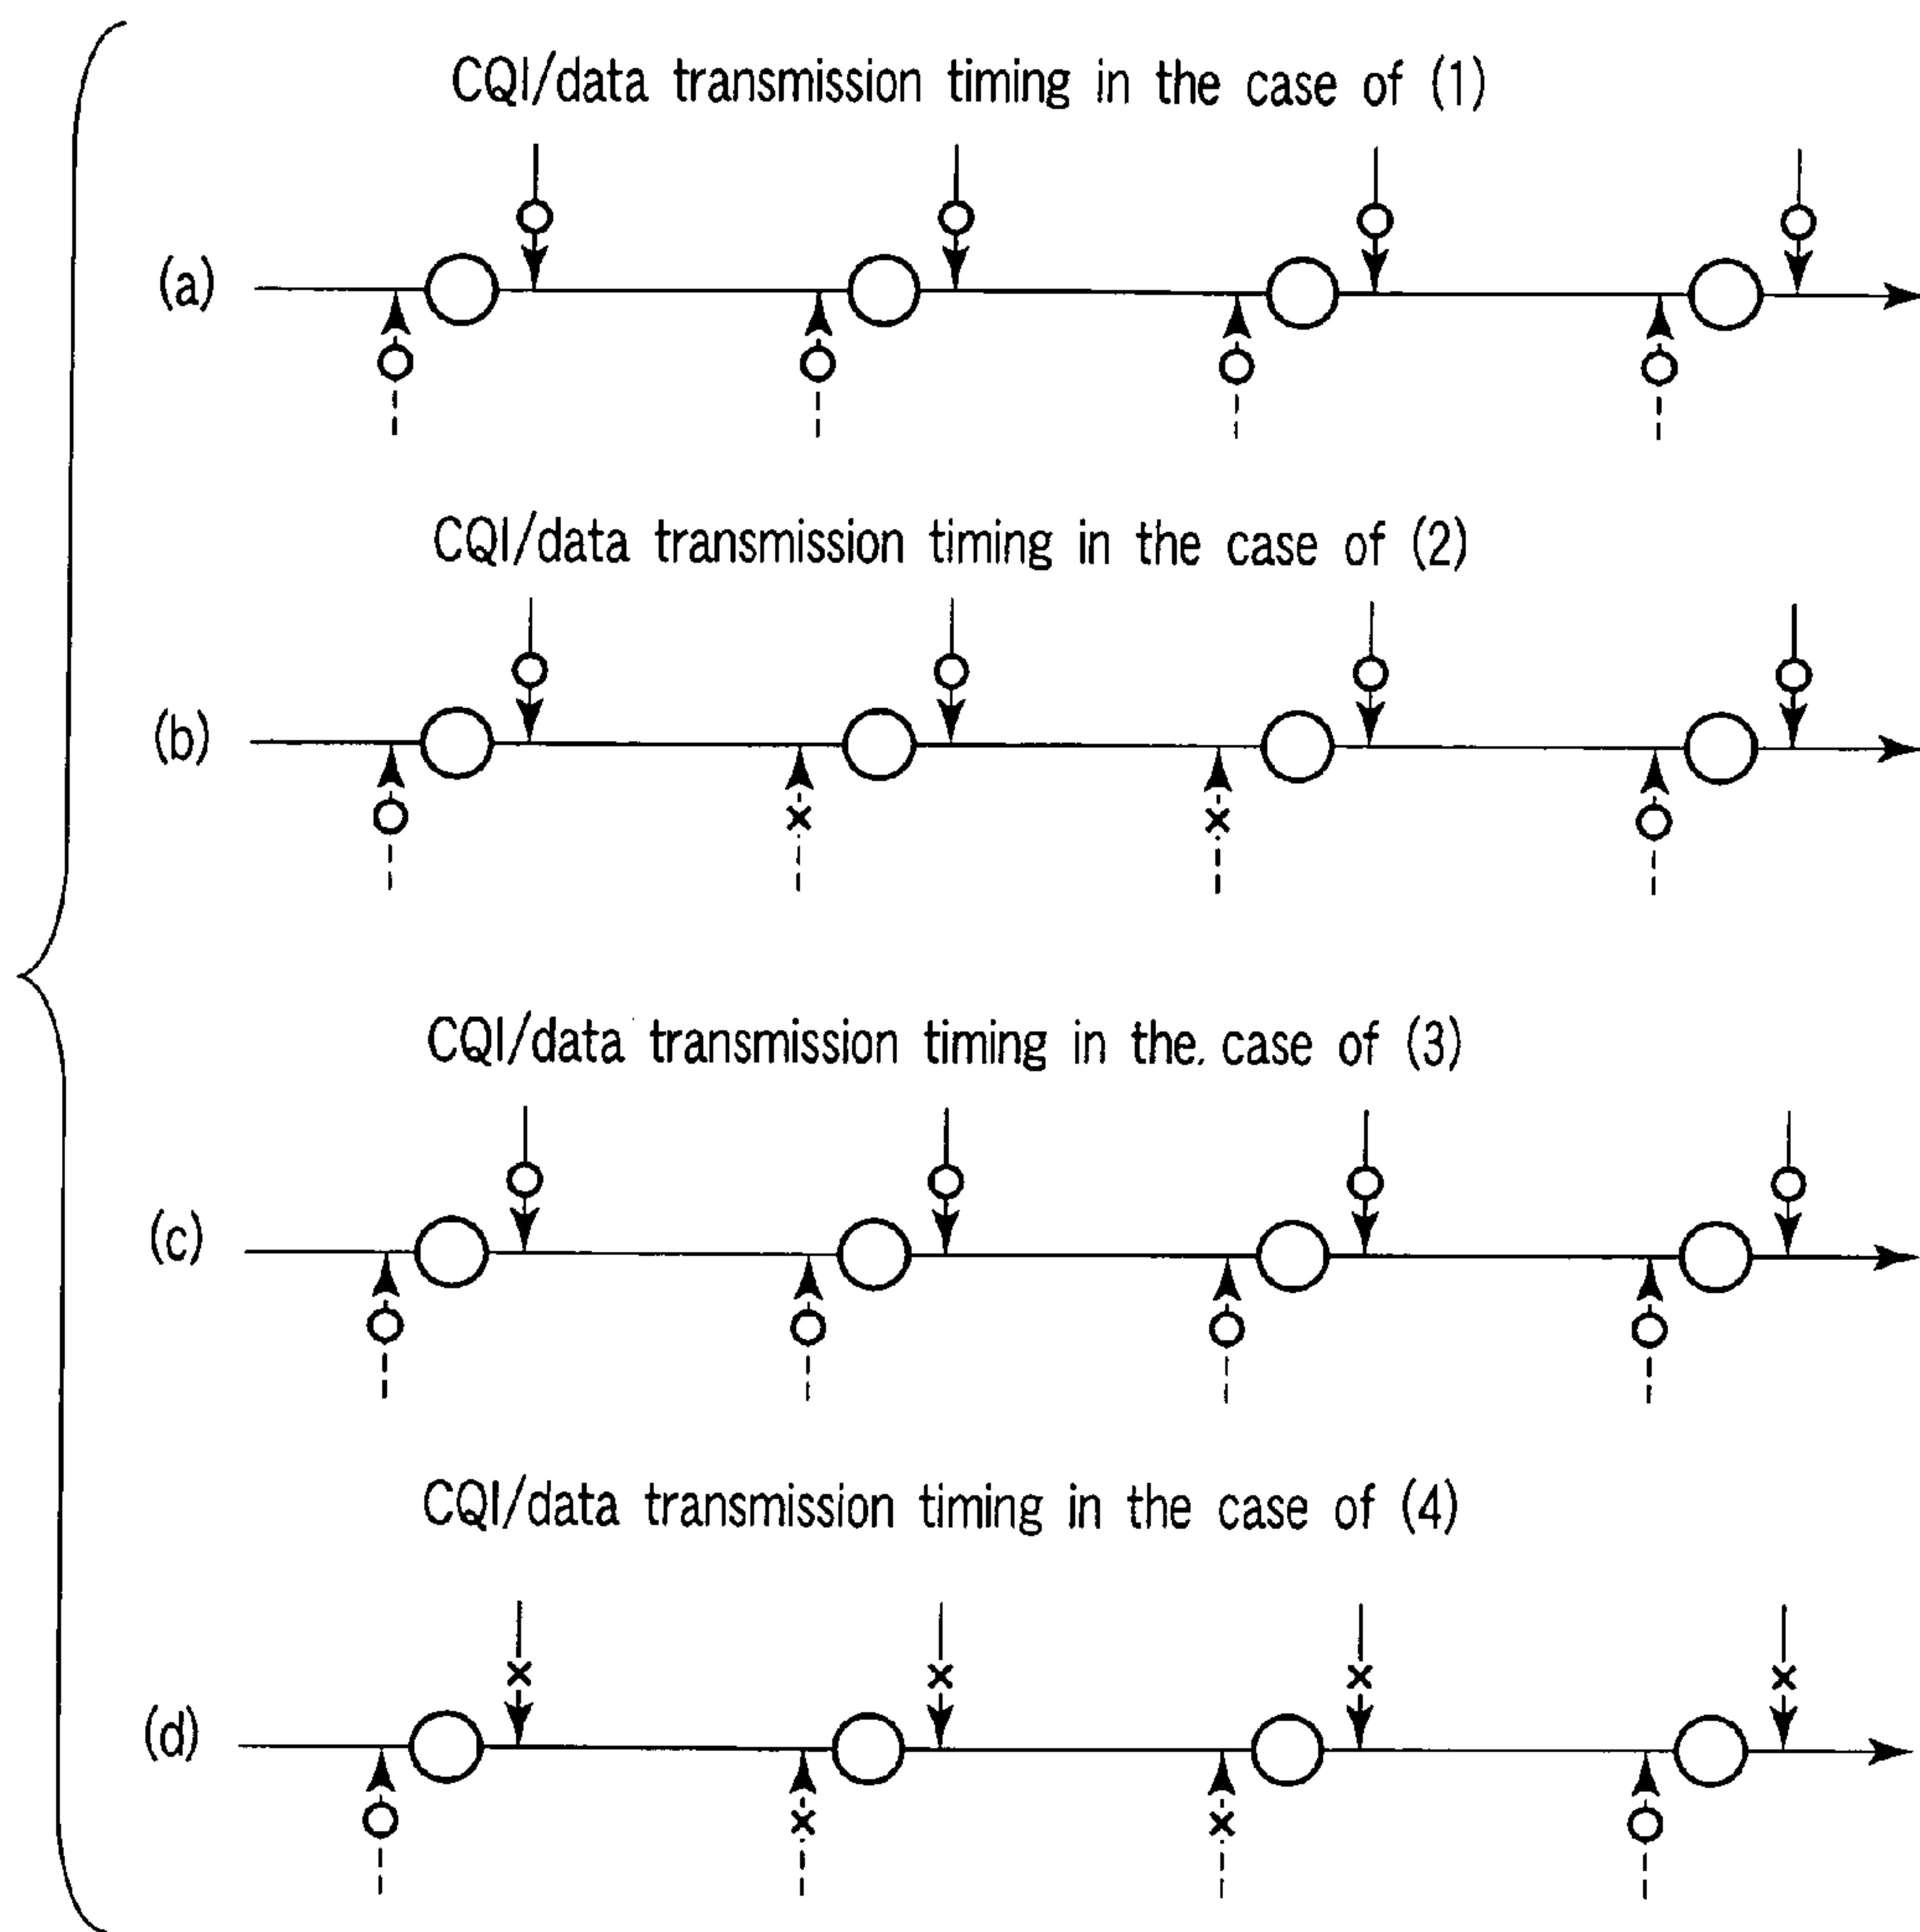 CQI/data transmission timing in the case of (1)
(a)
CQI/data transmission timing in the case of (2)
(b)
CQI/data transmission timing in the. case of (3)
(c)
CQI/data transmission timing in the case of (4)
(d)